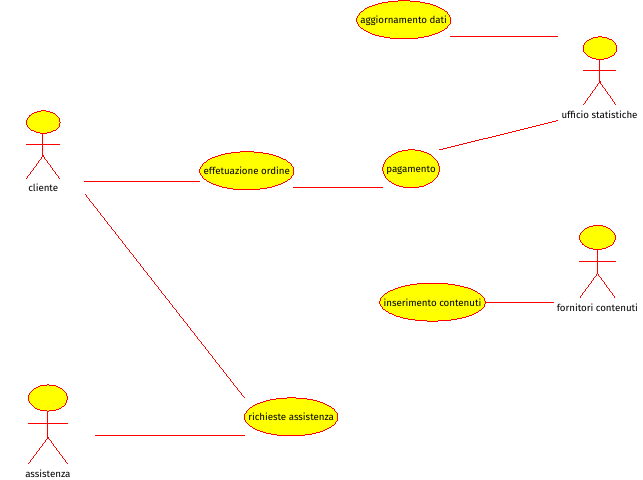 aggiornamento dati
ufficio statistiche
effetuazione ordine
pagamento
cliente
inserimento contenuti
fornitori contenuti
richieste assistenza
assistenza